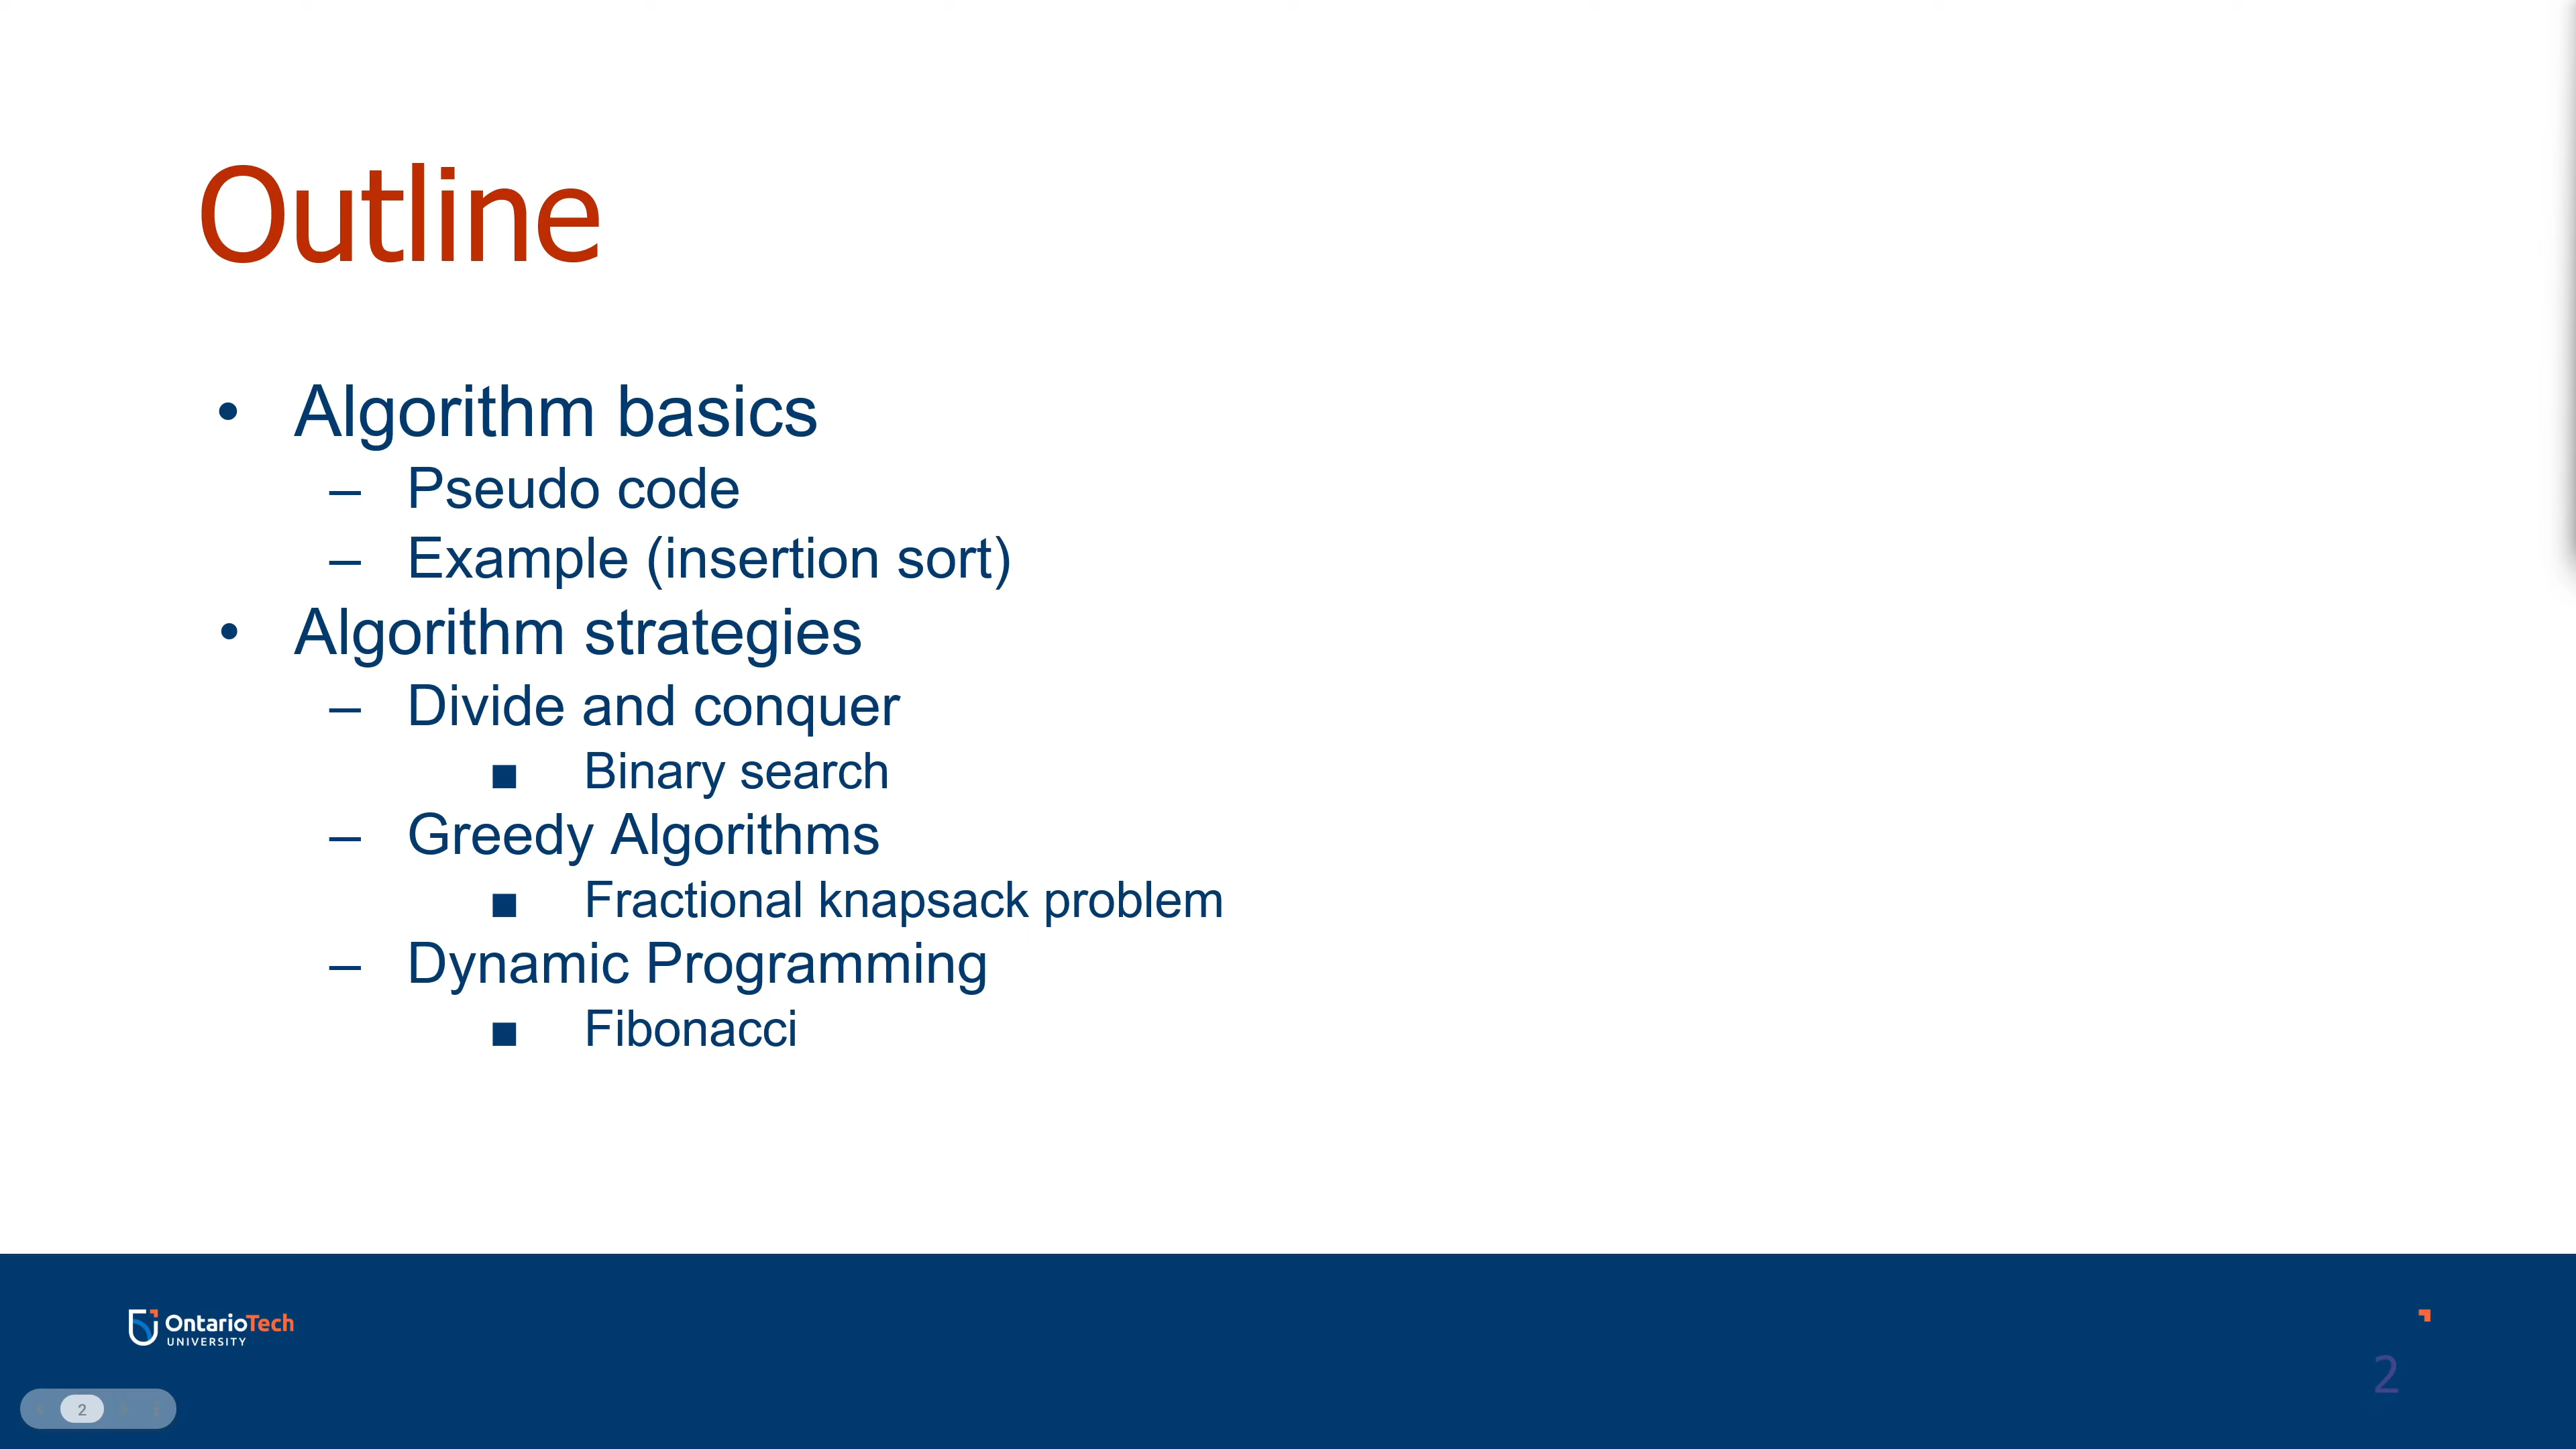 Outline
• Algorithm basics
– Pseudo code
– Example (insertion sort)
• Algorithm strategies
– Divide and conquer
■ Binary search
– Greedy Algorithms
■ Fractional knapsack problem
– Dynamic Programming
■ Fibonacci
OntarioTech
UNIVERSITY
2
2